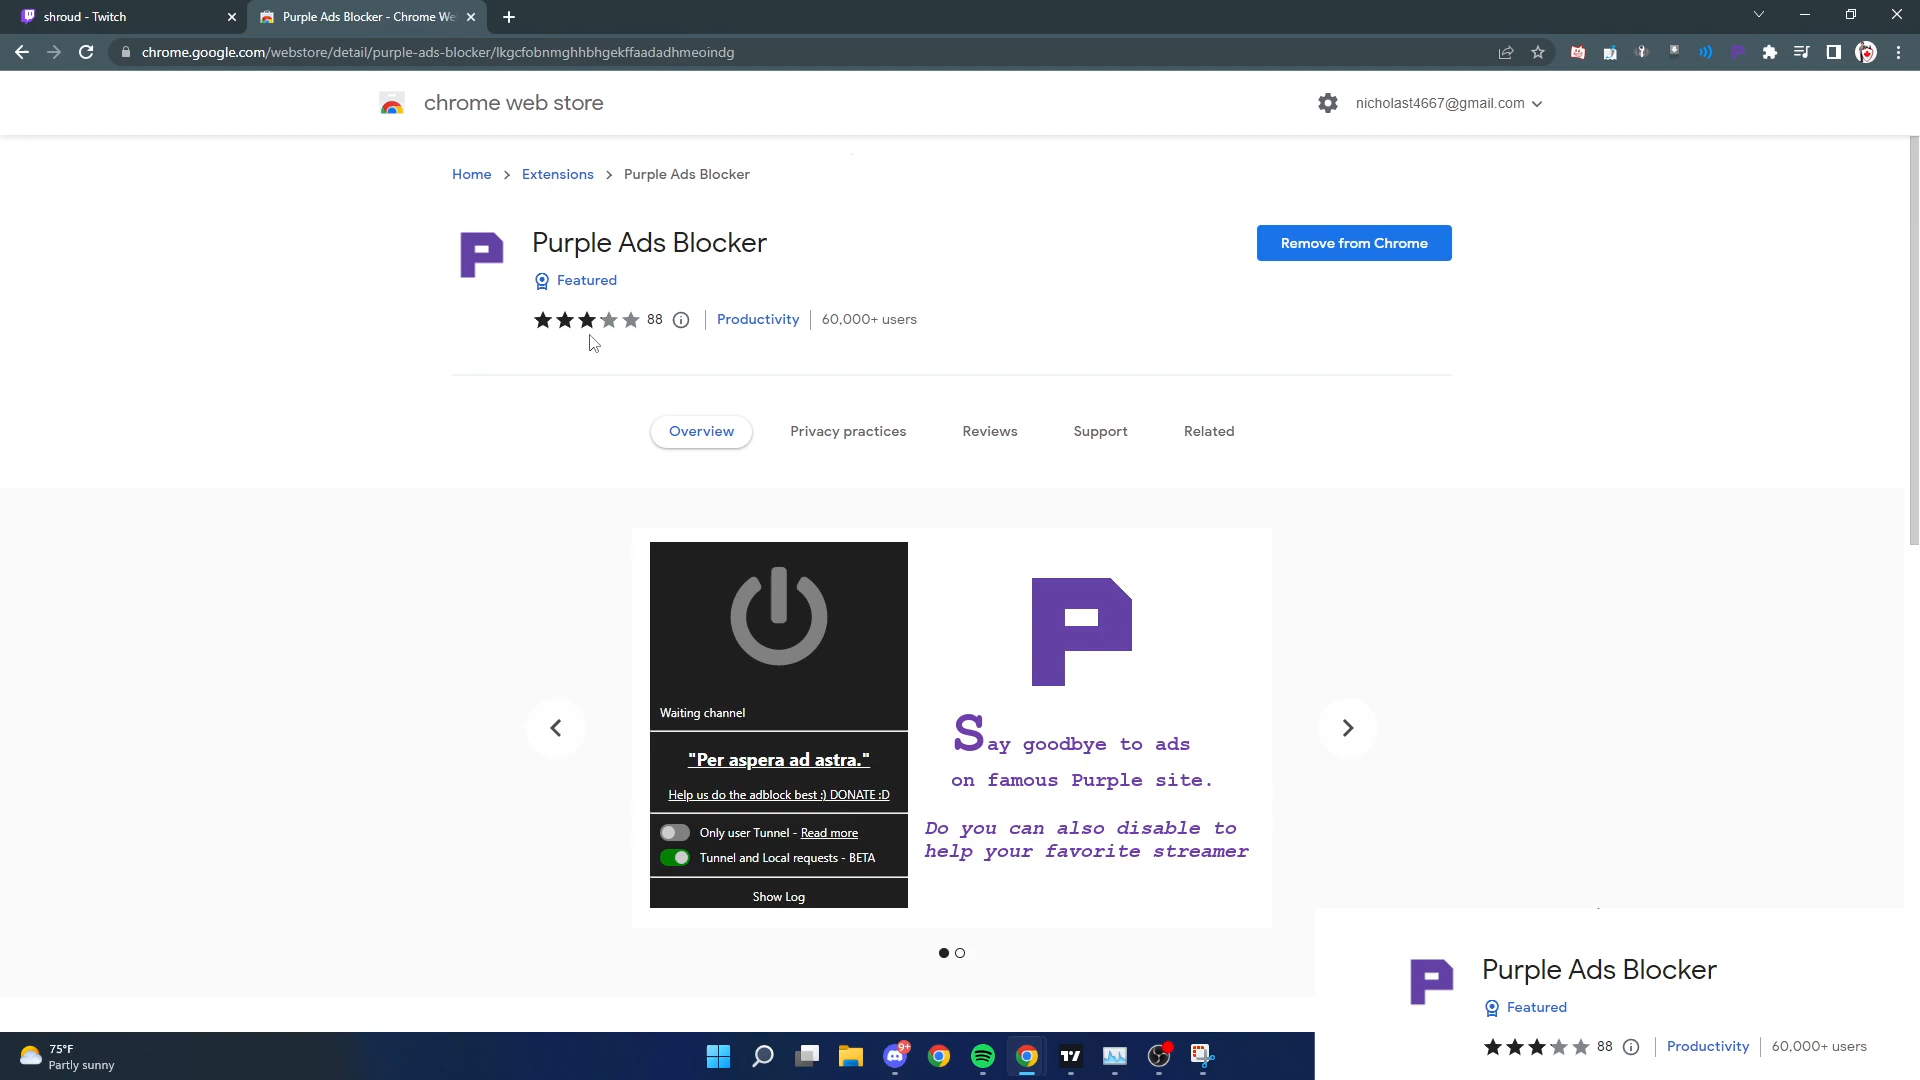 shroud - Twitch
Purple Ads Blocker - Chrome We
chrome.google.com/webstore/detail/purple-ads-blocker/lkgcfobnmghhbhgekffaadadhmeoindg
chrome web store
nicholast4667@gmail.com
Home > Extensions > Purple Ads Blocker
Purple Ads Blocker
Remove from Chrome
Featured
88
Productivity
60,000+ users
Overview
Privacy practices
Reviews
Support
Related
Waiting channel
"Per aspera ad astra."
Help us do the adblock best :) DONATE :D
Only user Tunnel - Read more
Tunnel and Local requests - BETA
Show Log
P
Say goodbye to ads
on famous Purple site.
Do you can also disable to
help your favorite streamer
Purple Ads Blocker
Featured
88
Productivity
60,000+ users
75°F
Partly sunny
9+